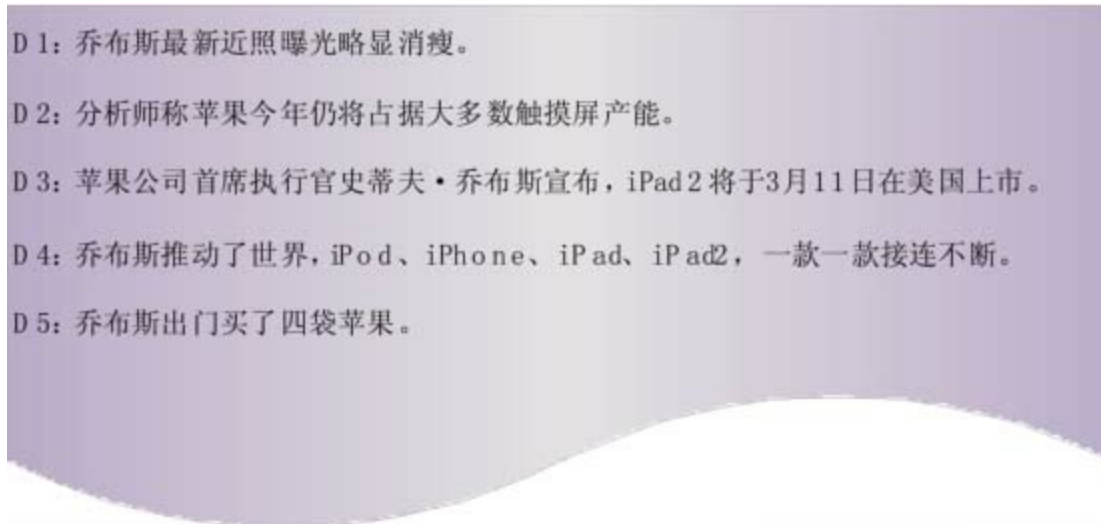 D1：乔布斯最新近照曝光略显消瘦。
D2：分析师称苹果今年仍将占据大多数触摸屏产能。
D3：苹果公司首席执行官史蒂夫·乔布斯宣布，iPad2将于3月11日在美国上市。
D4：乔布斯推动了世界，iPod、iPhone、iPad、iPad2，一款一款接连不断。
D5：乔布斯出门买了四袋苹果。